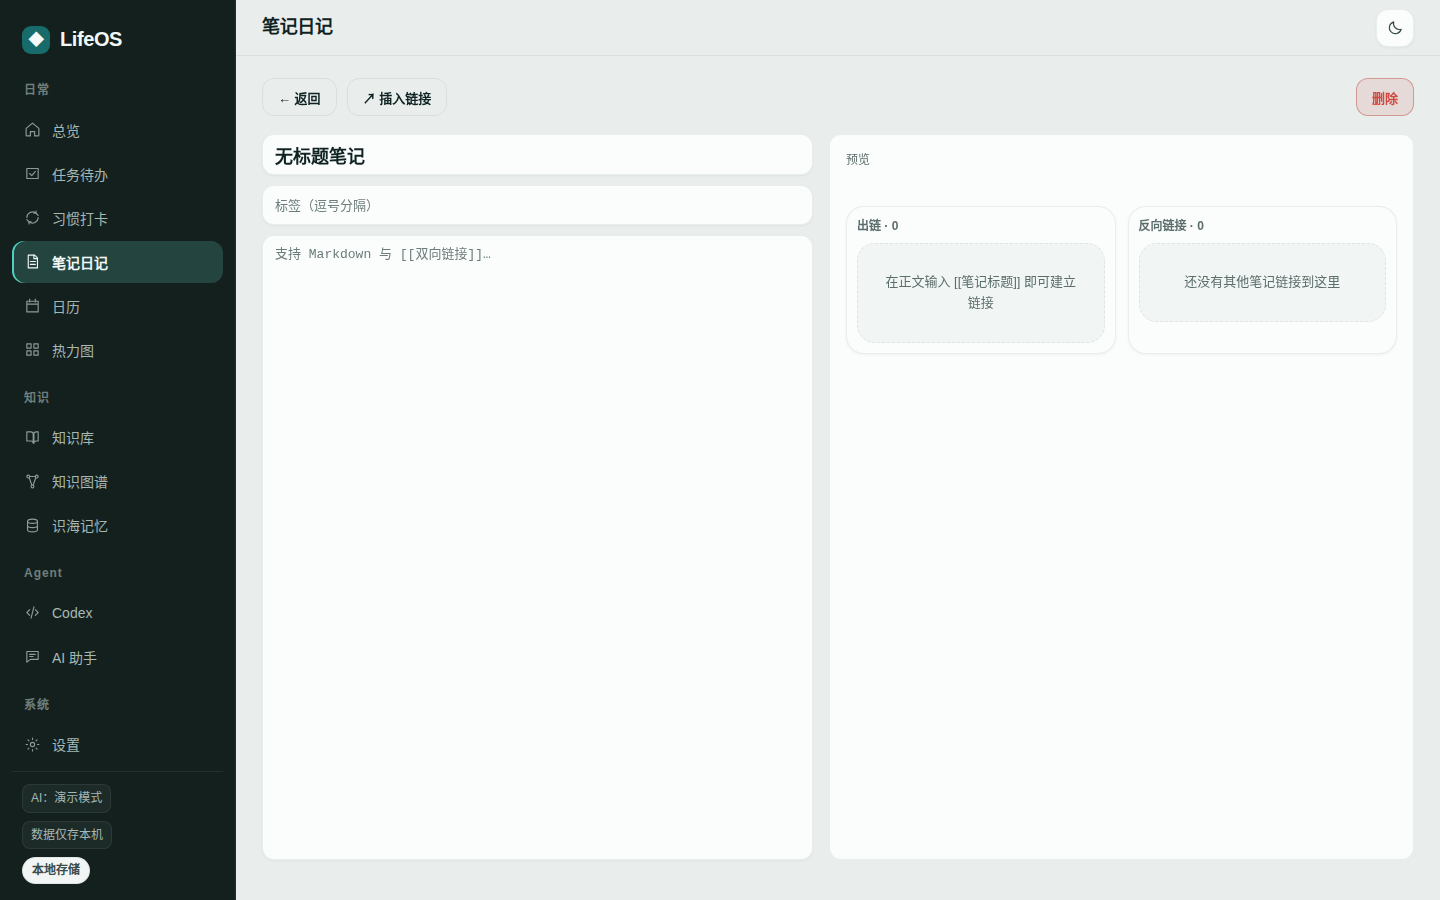 LifeOS
日常
总览
任务待办
习惯打卡
笔记日记
日历
热力图
知识
知识库
知识图谱
识海记忆
Agent
Codex
AI 助手
系统
设置
AI：演示模式
数据仅存本机
本地存储
笔记日记
← 返回
↗ 插入链接
删除
无标题笔记
标签（逗号分隔）
支持 Markdown 与 [[双向链接]]…
预览
出链 · 0
在正文输入 [[笔记标题]] 即可建立
链接
反向链接 · 0
还没有其他笔记链接到这里